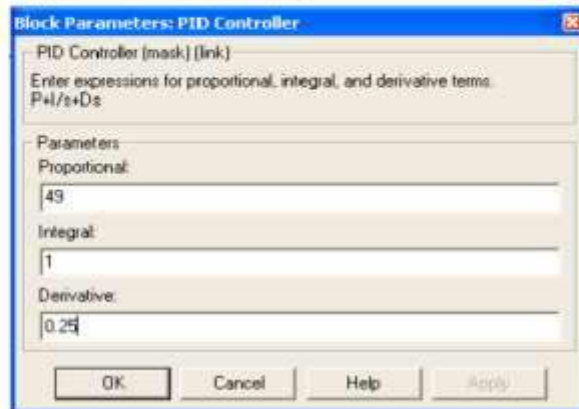 Block Parameters: PID Controller
PID Controller (mask) (link)
Enter expressions for proportional, integral, and derivative terms.
P+I/s+Ds
Parameters
Proportional:
49
Integral:
1
Derivative:
0.25
OK Cancel Help Apply